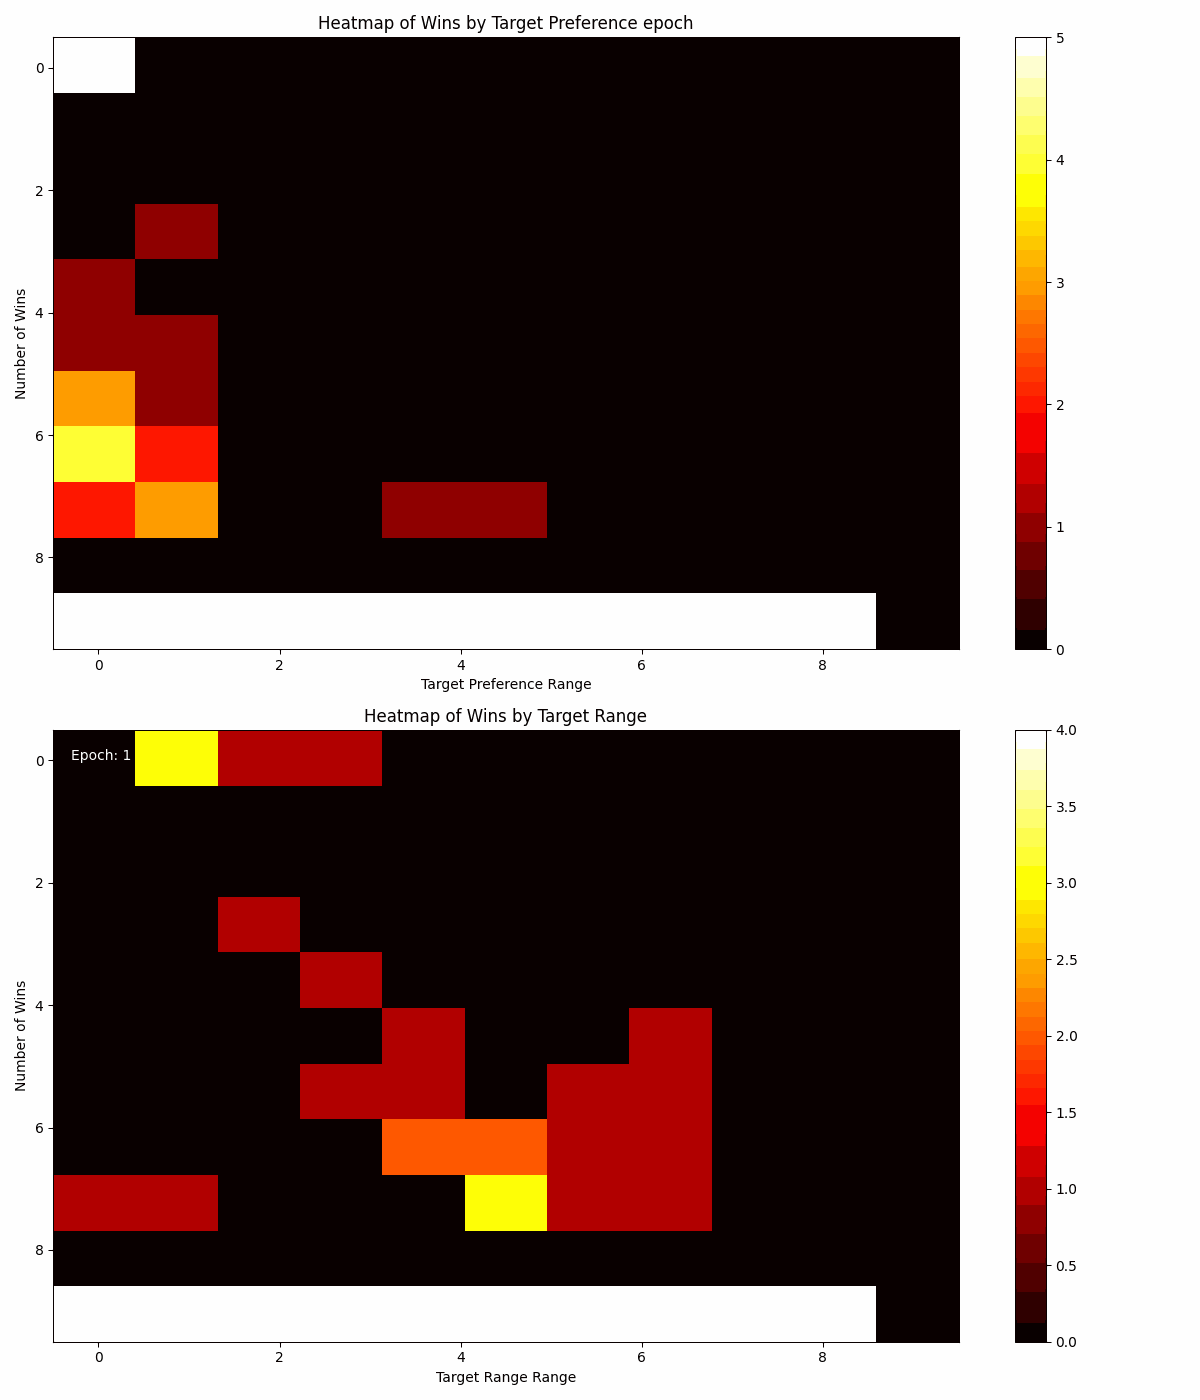 Heatmap of Wins by Target Preference epoch
0
2
4
6
8
Number of Wins
0 2 4 6 8
Target Preference Range
5
4
3
2
1
0
Heatmap of Wins by Target Range
Epoch: 1
0
2
4
6
8
Number of Wins
0 2 4 6 8
Target Range Range
4.0
3.5
3.0
2.5
2.0
1.5
1.0
0.5
0.0